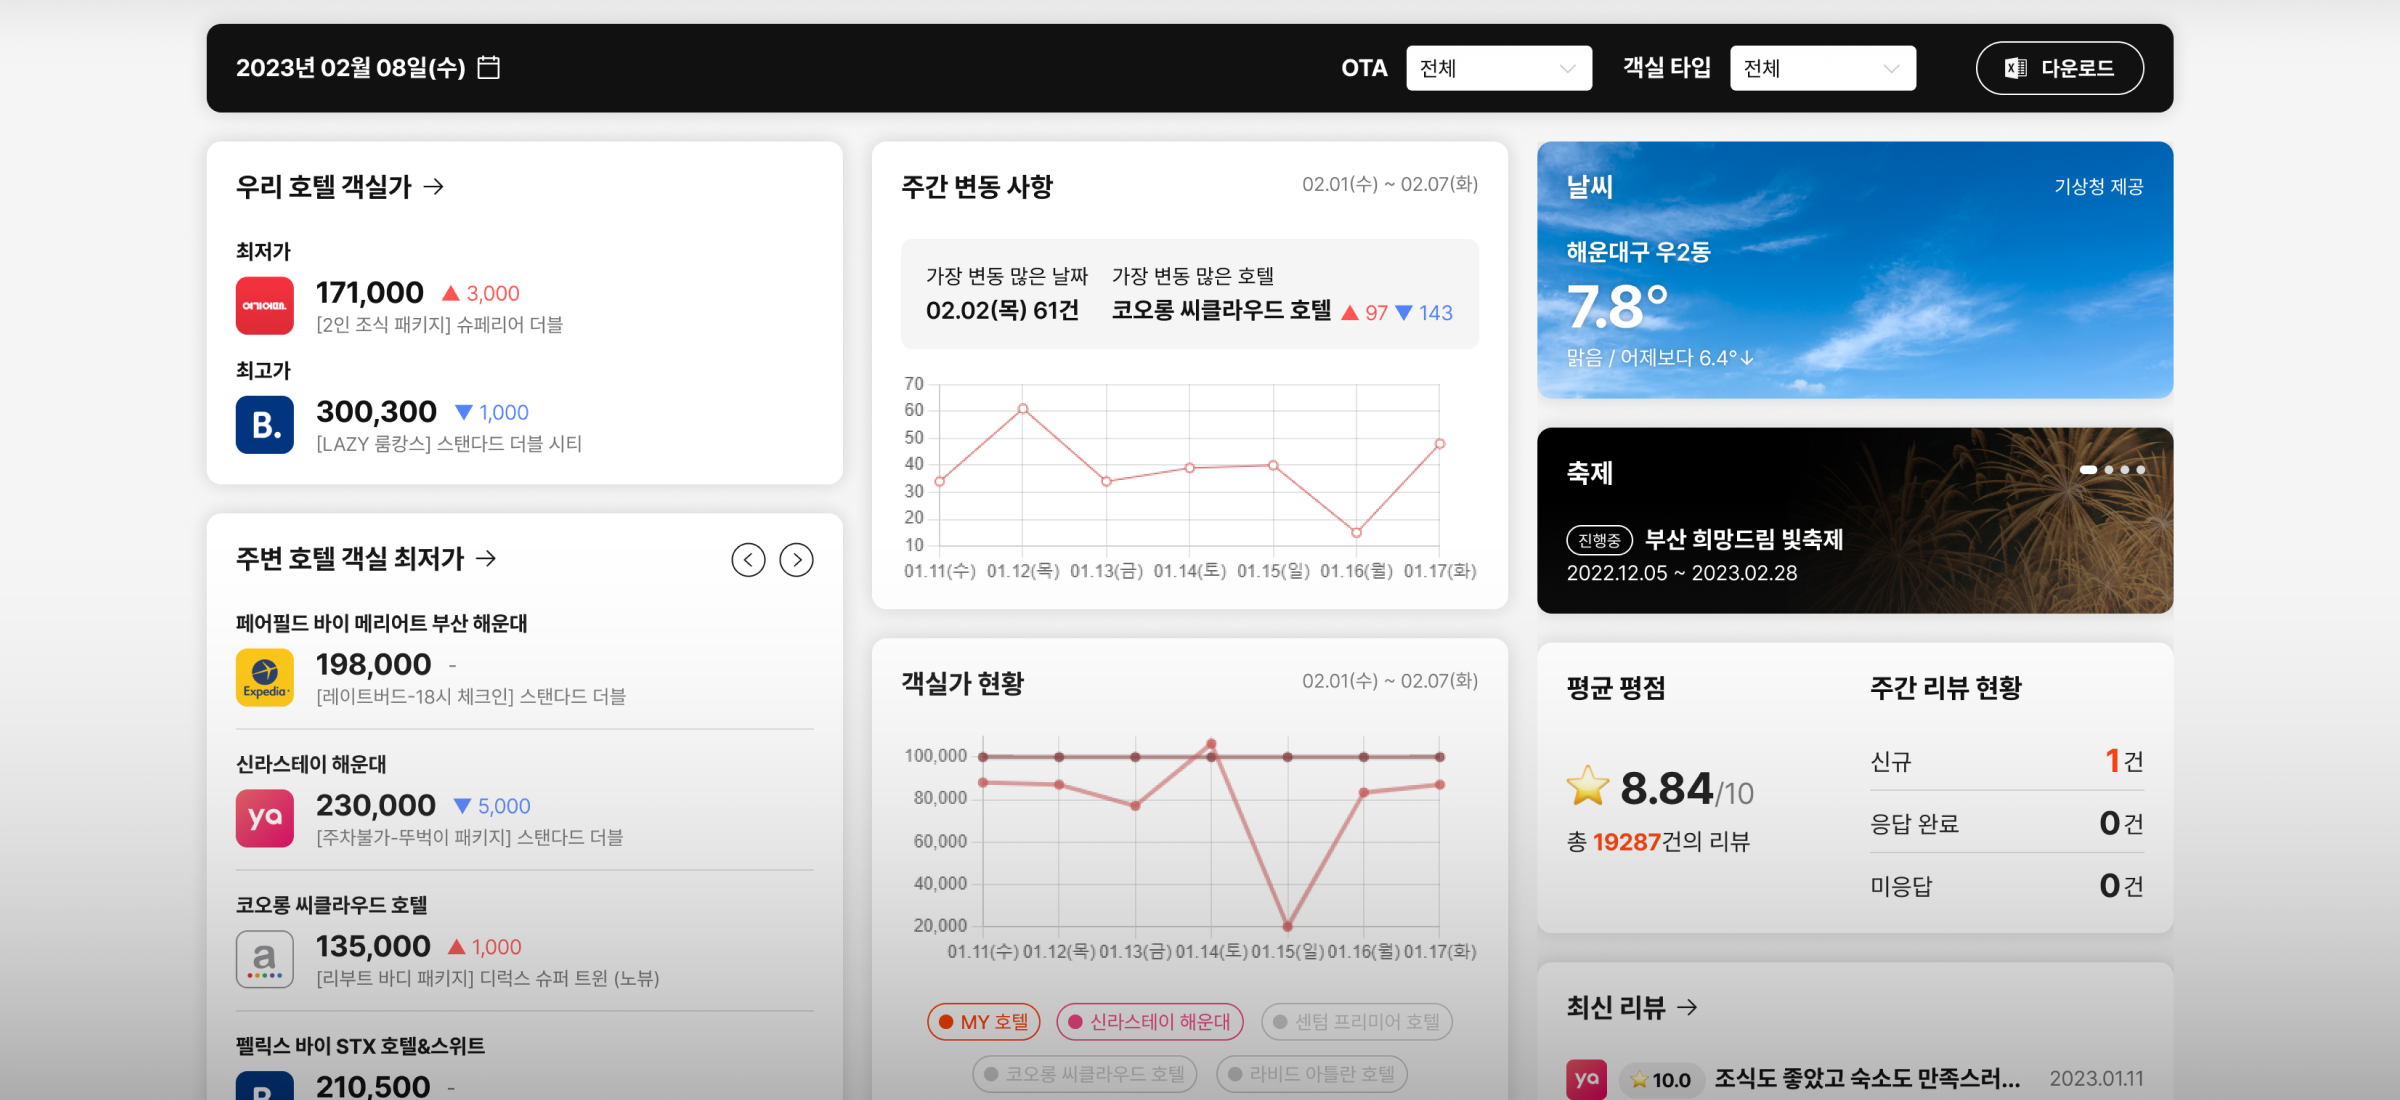 2023년 02월 08일(수)
OTA 전체 객실 타입 전체 다운로드
우리 호텔 객실가 →
최저가
여기어때.
171,000 ▲ 3,000
[2인 조식 패키지] 슈페리어 더블
최고가
B.
300,300 ▼ 1,000
[LAZY 룸캉스] 스탠다드 더블 시티
주변 호텔 객실 최저가 →
페어필드 바이 메리어트 부산 해운대
Expedia
198,000 -
[레이트버드-18시 체크인] 스탠다드 더블
신라스테이 해운대
ya
230,000 ▼ 5,000
[주차불가-뚜벅이 패키지] 스탠다드 더블
코오롱 씨클라우드 호텔
a
135,000 ▲ 1,000
[리부트 바디 패키지] 디럭스 슈퍼 트윈 (노뷰)
펠릭스 바이 STX 호텔&스위트
B
210,500 -
주간 변동 사항 02.01(수) ~ 02.07(화)
가장 변동 많은 날짜 가장 변동 많은 호텔
02.02(목) 61건 코오롱 씨클라우드 호텔 ▲ 97 ▼ 143
70
60
50
40
30
20
10
01.11(수) 01.12(목) 01.13(금) 01.14(토) 01.15(일) 01.16(월) 01.17(화)
객실가 현황 02.01(수) ~ 02.07(화)
100,000
80,000
60,000
40,000
20,000
01.11(수) 01.12(목) 01.13(금) 01.14(토) 01.15(일) 01.16(월) 01.17(화)
MY 호텔 신라스테이 해운대 센텀 프리미어 호텔
코오롱 씨클라우드 호텔 라비드 아틀란 호텔
날씨 기상청 제공
해운대구 우2동
7.8°
맑음 / 어제보다 6.4°↓
축제
진행중 부산 희망드림 빛축제
2022.12.05 ~ 2023.02.28
평균 평점
8.84/10
총 19287건의 리뷰
주간 리뷰 현황
신규 1건
응답 완료 0건
미응답 0건
최신 리뷰 →
ya 10.0 조식도 좋았고 숙소도 만족스러... 2023.01.11